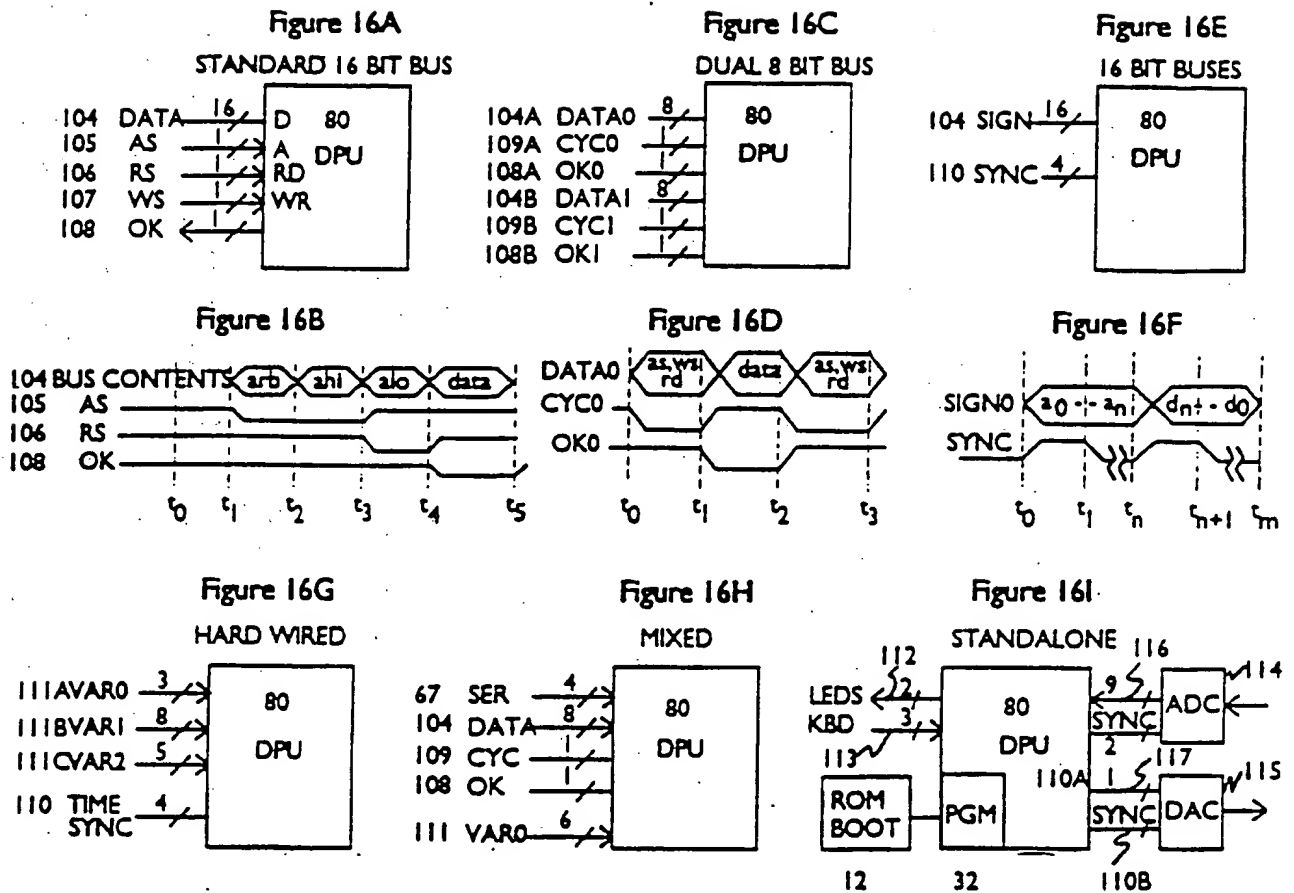 Figure 16A
STANDARD 16 BIT BUS
104 DATA 16 D 80
105 AS 1 A DPU
106 RS 1 RD
107 WS 1 WR
108 OK 1
Figure 16C
DUAL 8 BIT BUS
104A DATA0 8 80
109A CYC0 1 DPU
108A OK0 1
104B DATA1 8
109B CYC1 1
108B OK1 1
Figure 16E
16 BIT BUSES
104 SIGN 16 80
DPU
110 SYNC 4
Figure 16B
104 BUS CONTENTS arb ahi alo data
105 AS
106 RS
108 OK
t0 t1 t2 t3 t4 t5
Figure 16D
DATA0 as,ws rd data as,ws rd
CYC0
OK0
t0 t1 t2 t3
Figure 16F
SIGN0 a0 - - an dn - - d0
SYNC
t0 t1 tn tn+1 tm
Figure 16G
HARD WIRED
111AVAR0 3 80
111BVAR1 8 DPU
111CVAR2 5
110 TIME SYNC 4
Figure 16H
MIXED
67 SER 4 80
104 DATA 8 DPU
109 CYC 1
108 OK 1
111 VAR0 6
Figure 16I
STANDALONE
112 116 114
LEDS 2 80 9 ADC
KBD 3 DPU SYNC
113 2 117
110A 1 115
ROM BOOT PGM SYNC DAC
12 32 110B